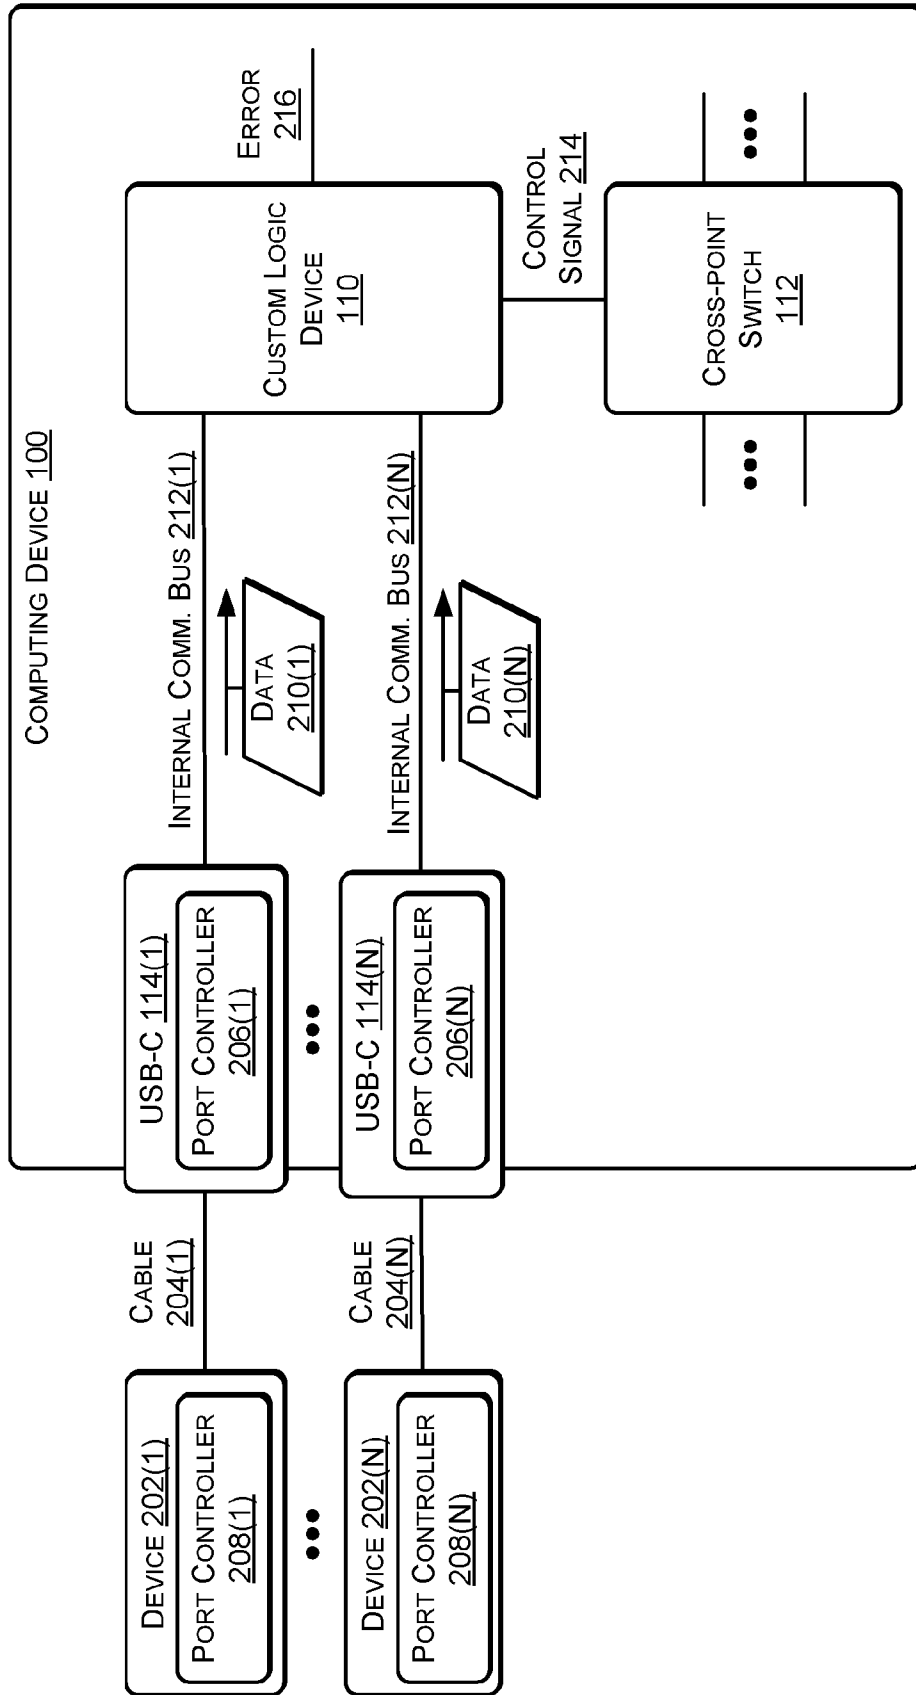 COMPUTING DEVICE 100
DEVICE 202(1)
PORT CONTROLLER
208(1)
CABLE
204(1)
USB-C 114(1)
PORT CONTROLLER
206(1)
INTERNAL COMM. BUS 212(1)
DATA
210(1)
CUSTOM LOGIC
DEVICE
110
ERROR
216
DEVICE 202(N)
PORT CONTROLLER
208(N)
CABLE
204(N)
USB-C 114(N)
PORT CONTROLLER
206(N)
INTERNAL COMM. BUS 212(N)
DATA
210(N)
CONTROL
SIGNAL 214
CROSS-POINT
SWITCH
112